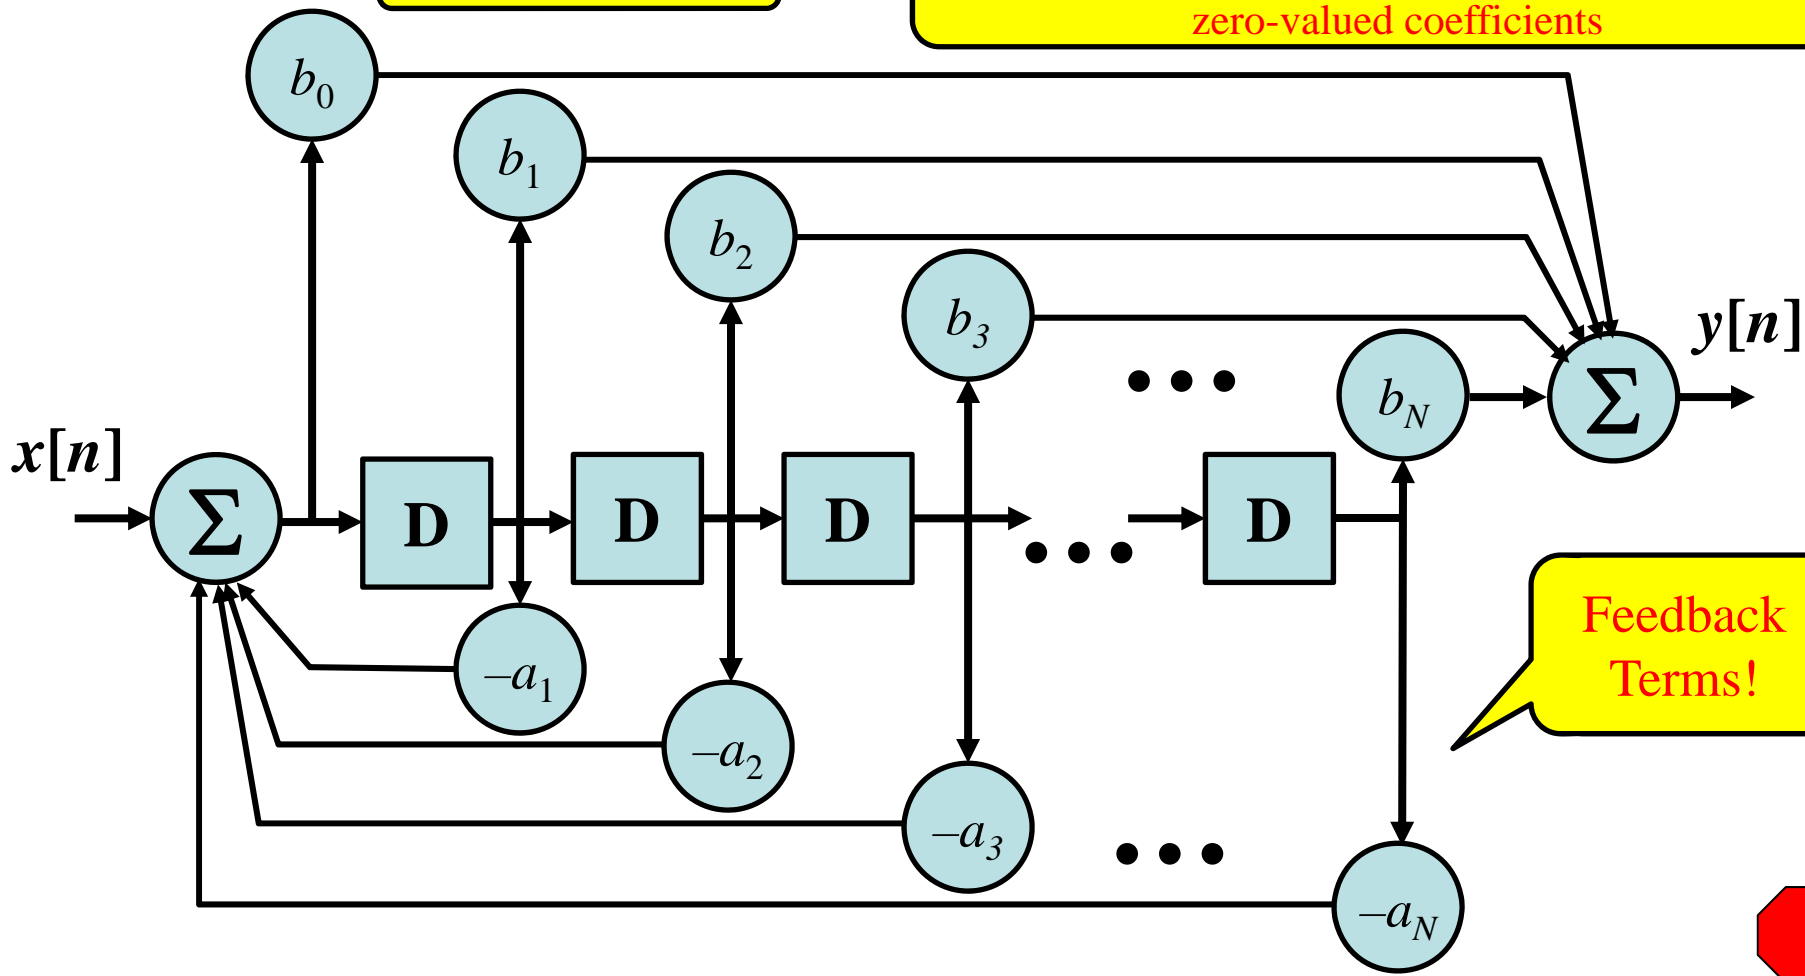 zero-valued coefficients
b0
b1
b2
b3
bN
y[n]
Σ
x[n]
Σ
D
D
D
D
Feedback
Terms!
–a1
–a2
–a3
–aN